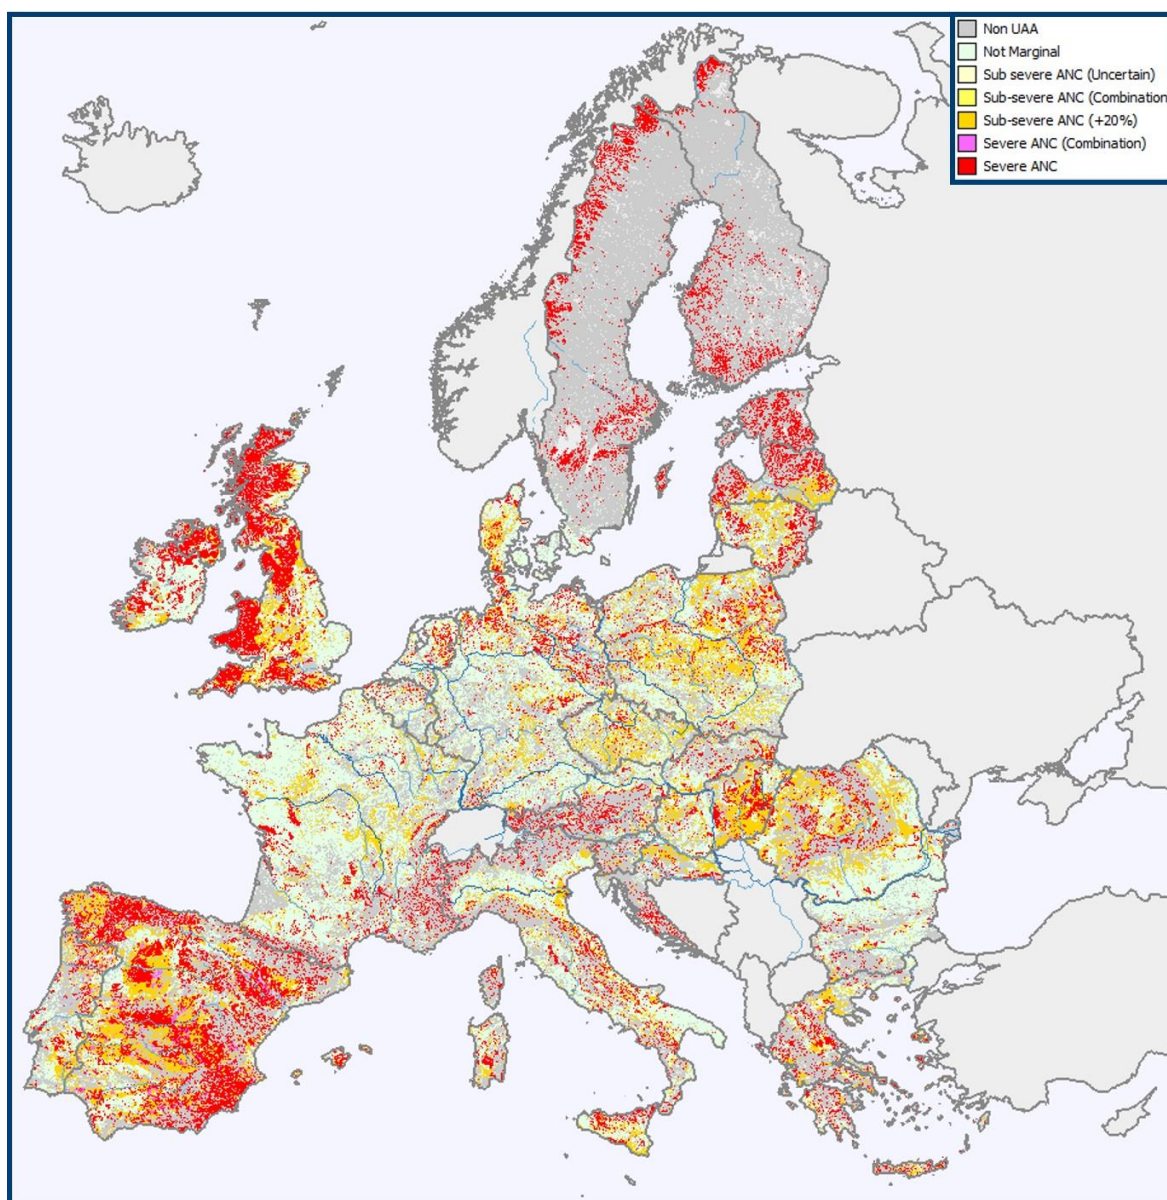 Non UAA
Not Marginal
Sub severe ANC (Uncertain)
Sub-severe ANC (Combination
Sub-severe ANC (+20%)
Severe ANC (Combination)
Severe ANC